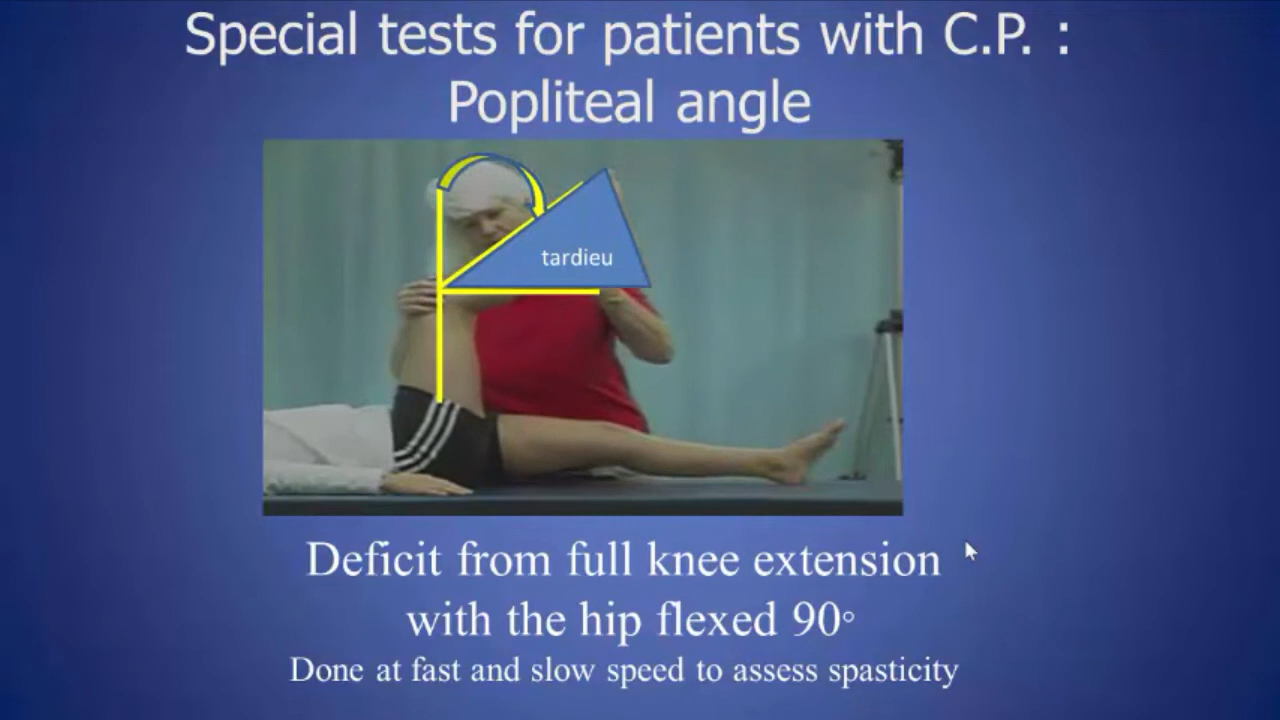 Special tests for patients with C.P. :
Popliteal angle
tardieu
Deficit from full knee extension
with the hip flexed 90°
Done at fast and slow speed to assess spasticity